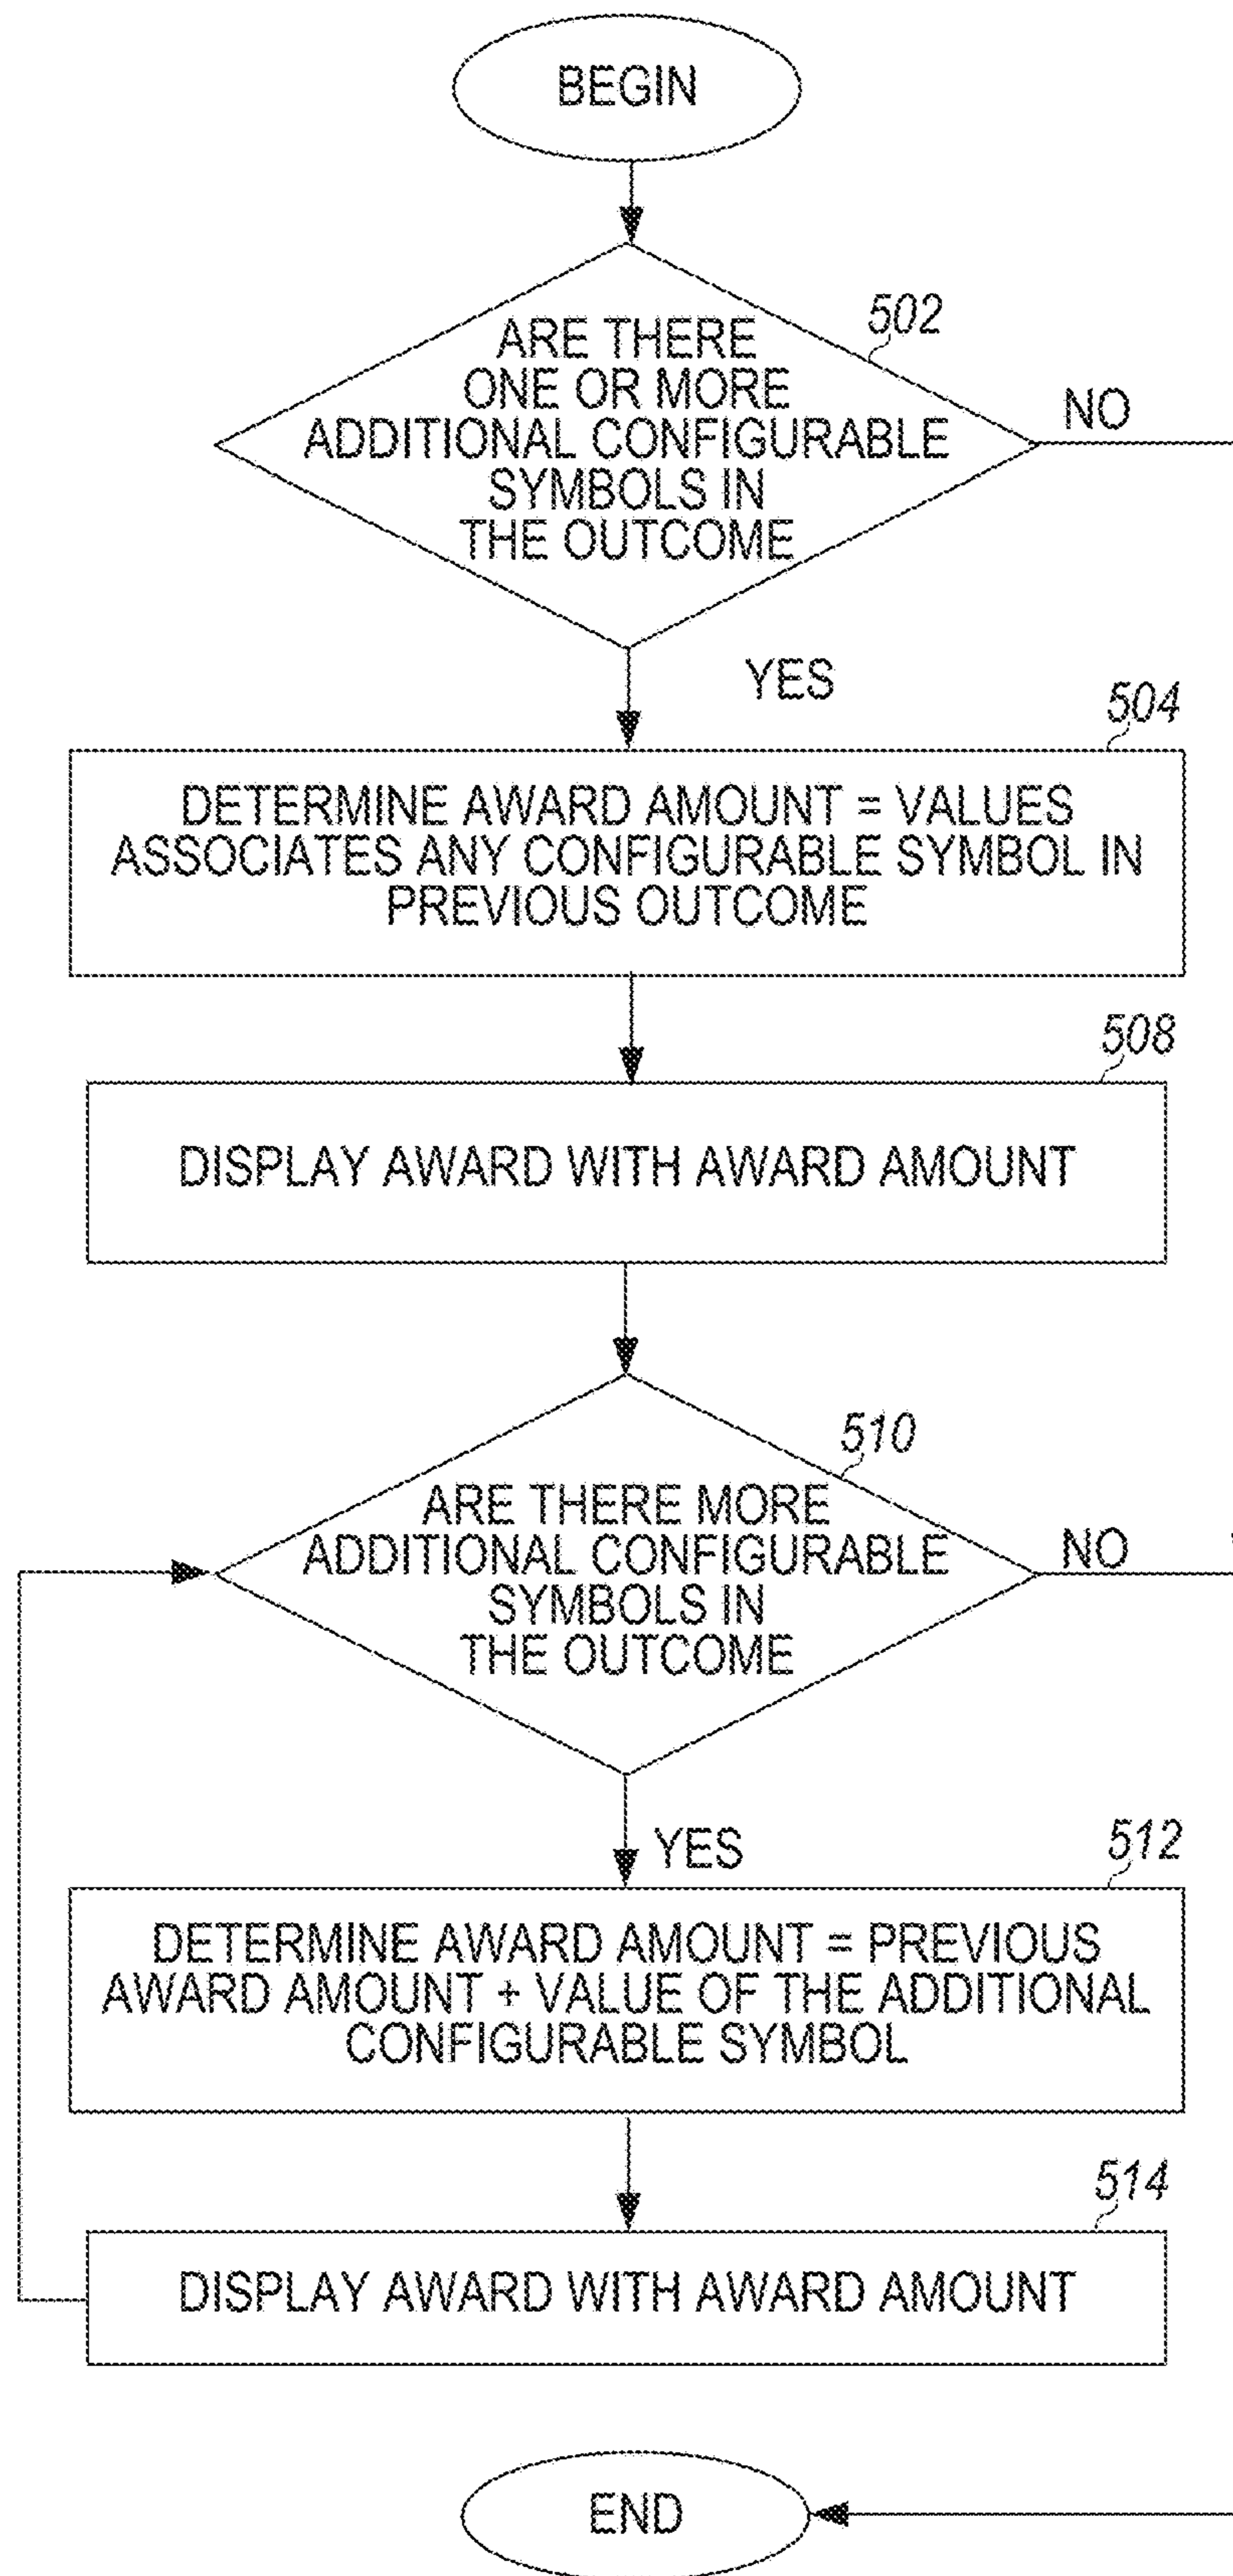 BEGIN
502
ARE THERE
ONE OR MORE
ADDITIONAL CONFIGURABLE
SYMBOLS IN
THE OUTCOME
NO
YES
504
DETERMINE AWARD AMOUNT = VALUES
ASSOCIATES ANY CONFIGURABLE SYMBOL IN
PREVIOUS OUTCOME
508
DISPLAY AWARD WITH AWARD AMOUNT
510
ARE THERE MORE
ADDITIONAL CONFIGURABLE
SYMBOLS IN
THE OUTCOME
NO
YES
512
DETERMINE AWARD AMOUNT = PREVIOUS
AWARD AMOUNT + VALUE OF THE ADDITIONAL
CONFIGURABLE SYMBOL
514
DISPLAY AWARD WITH AWARD AMOUNT
END